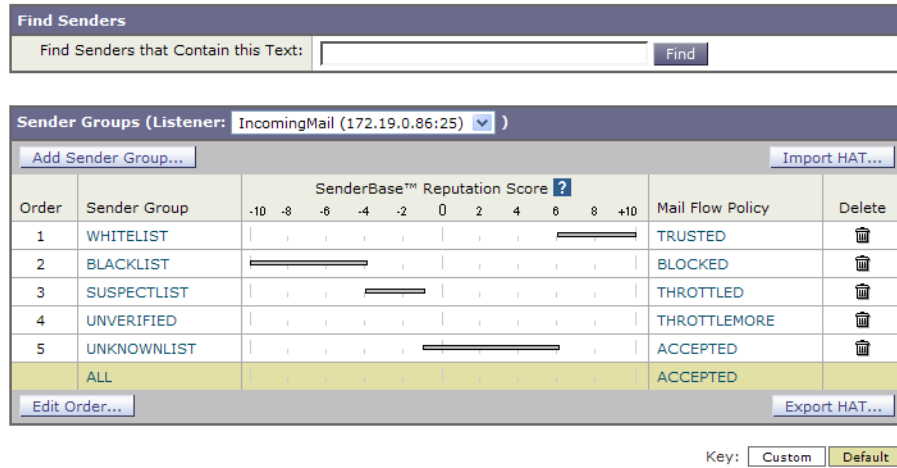 Find Senders
Find Senders that Contain this Text:
Find
Sender Groups (Listener: IncomingMail (172.19.0.86:25) )
Add Sender Group... Import HAT...
SenderBase™ Reputation Score ?
Order Sender Group -10 -8 -6 -4 -2 0 2 4 6 8 +10 Mail Flow Policy Delete
1 WHITELIST TRUSTED
2 BLACKLIST BLOCKED
3 SUSPECTLIST THROTTLED
4 UNVERIFIED THROTTLEMORE
5 UNKNOWNLIST ACCEPTED
ALL ACCEPTED
Edit Order... Export HAT...
Key: Custom Default